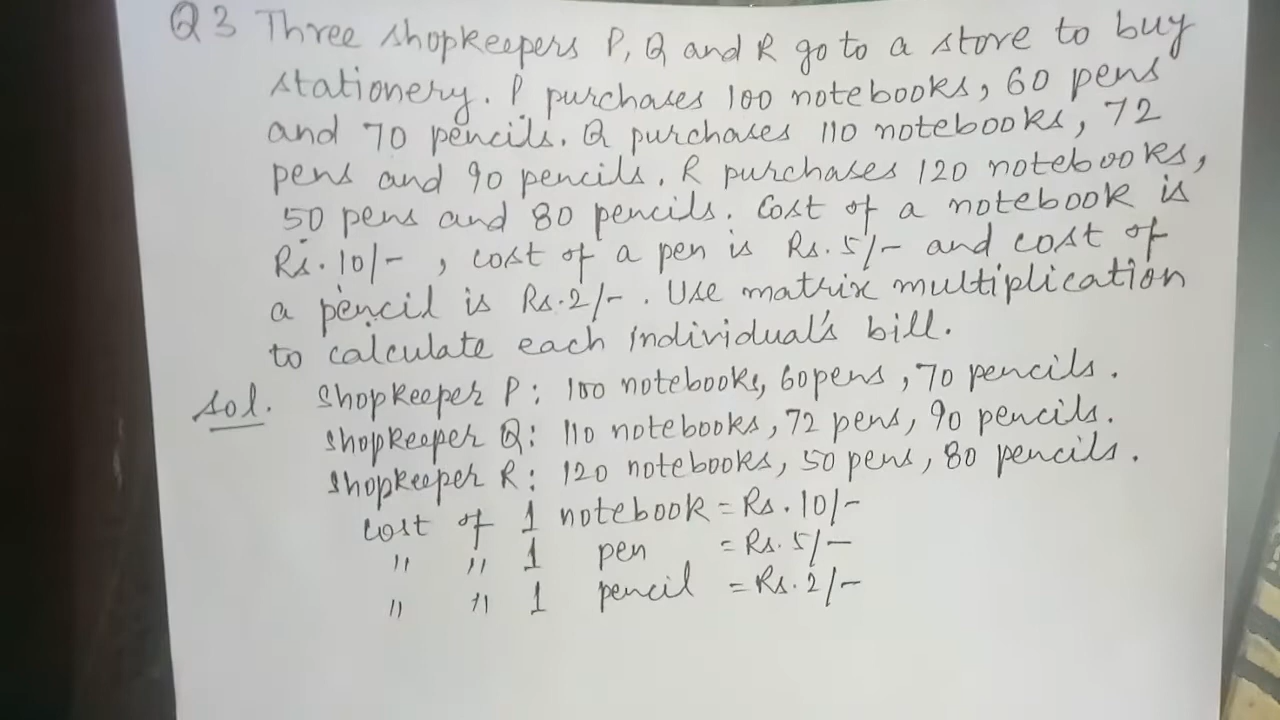 Q3 Three shopkeepers P, Q and R go to a store to buy
stationery. P purchases 100 notebooks, 60 pens
and 70 pencils. Q purchases 110 notebooks, 72
pens and 90 pencils. R purchases 120 notebooks,
50 pens and 80 pencils. Cost of a notebook is
Rs. 10/- , cost of a pen is Rs. 5/- and cost of
a pencil is Rs. 2/- . Use matrix multiplication
to calculate each individual's bill.
Sol. Shopkeeper P: 100 notebooks, 60 pens, 70 pencils.
Shopkeeper Q: 110 notebooks, 72 pens, 90 pencils.
Shopkeeper R: 120 notebooks, 50 pens, 80 pencils.
Cost of 1 notebook = Rs. 10/-
" " 1 pen = Rs. 5/-
" " 1 pencil = Rs. 2/-